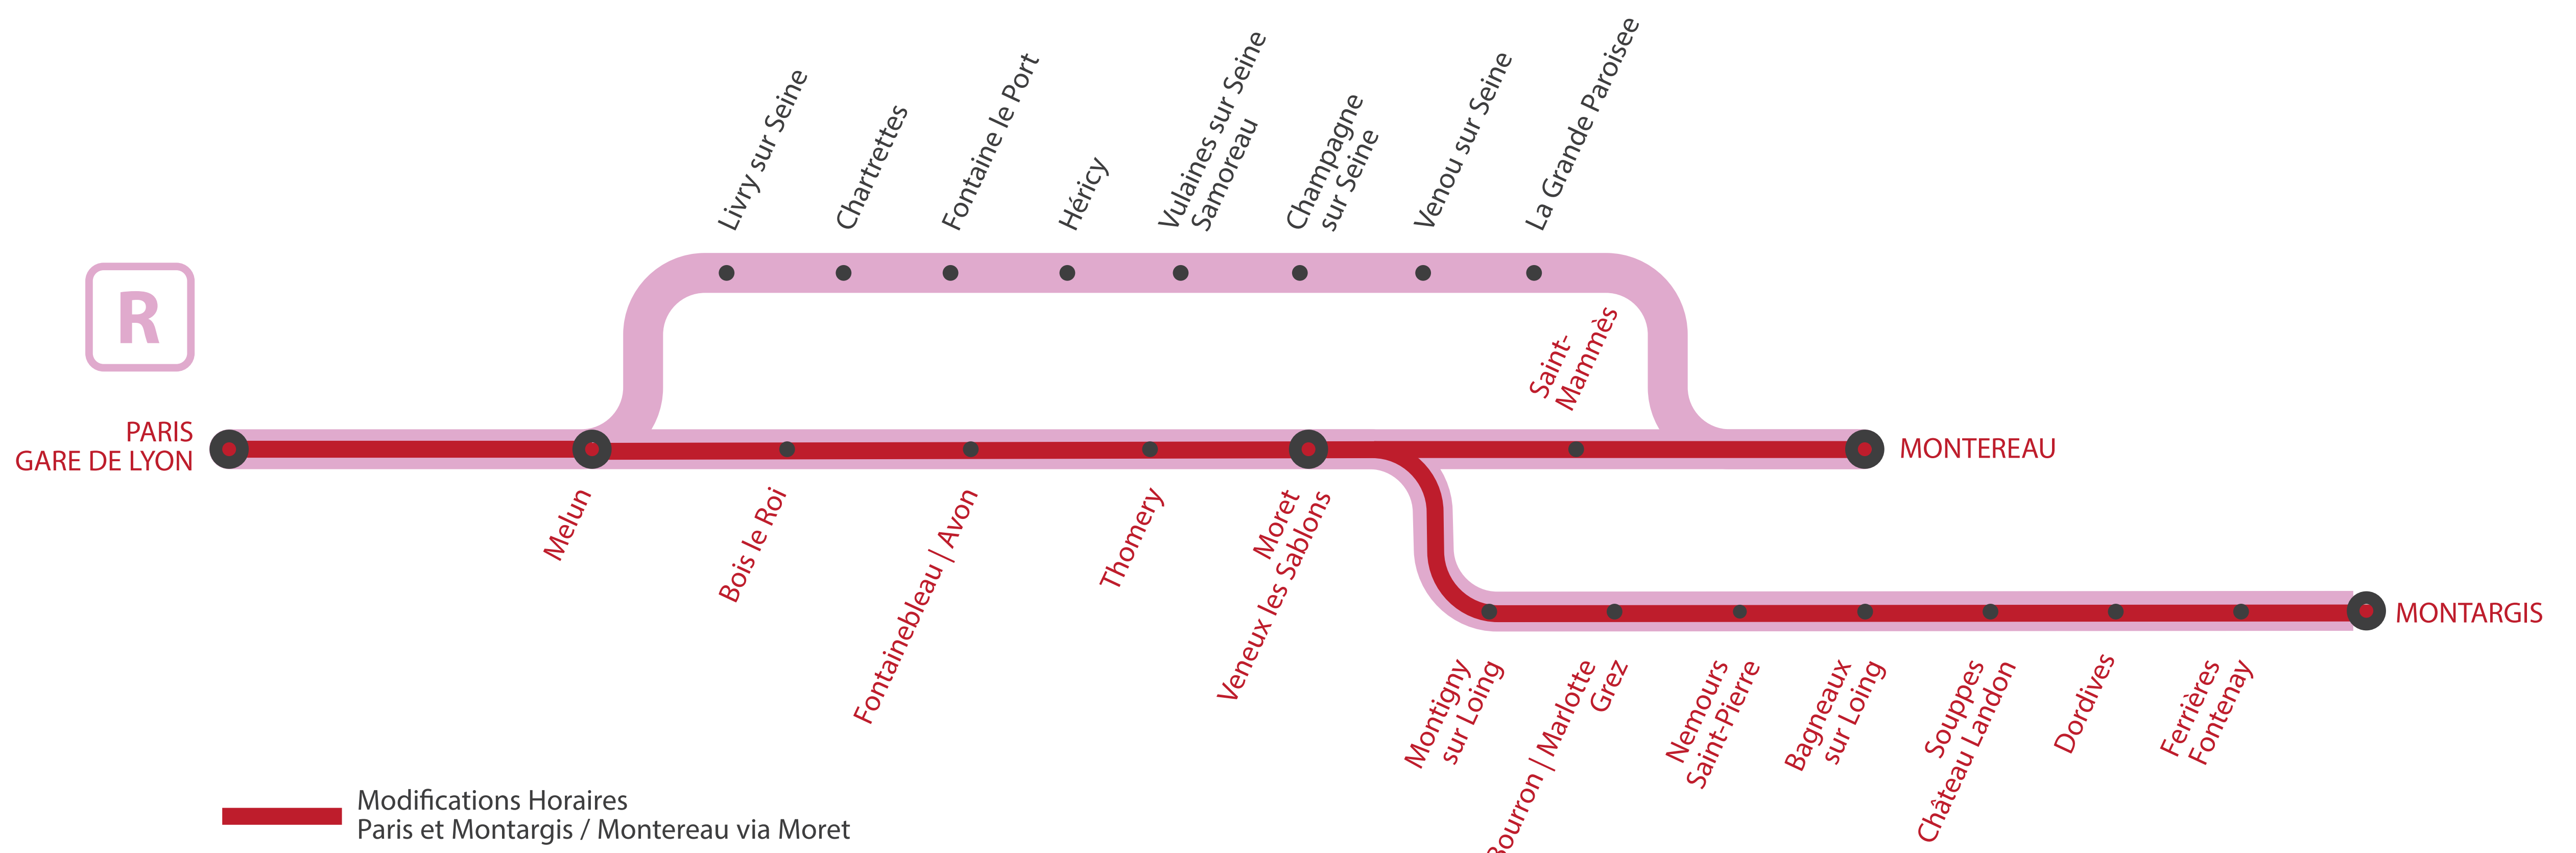 Livry sur Seine
Chartrettes
Fontaine le Port
Héricy
Vulaines sur Seine
Samoreau
Champagne
sur Seine
Venou sur Seine
La Grande Paroisee
R
Saint-
Mammès
PARIS
GARE DE LYON
MONTEREAU
Melun
Bois le Roi
Fontainebleau | Avon
Thomery
Moret
Veneux les Sablons
MONTARGIS
Montigny
sur Loing
Bourron | Marlotte
Grez
Nemours
Saint-Pierre
Bagneaux
sur Loing
Souppes
Château Landon
Dordives
Ferrières
Fontenay
Modifications Horaires
Paris et Montargis / Montereau via Moret